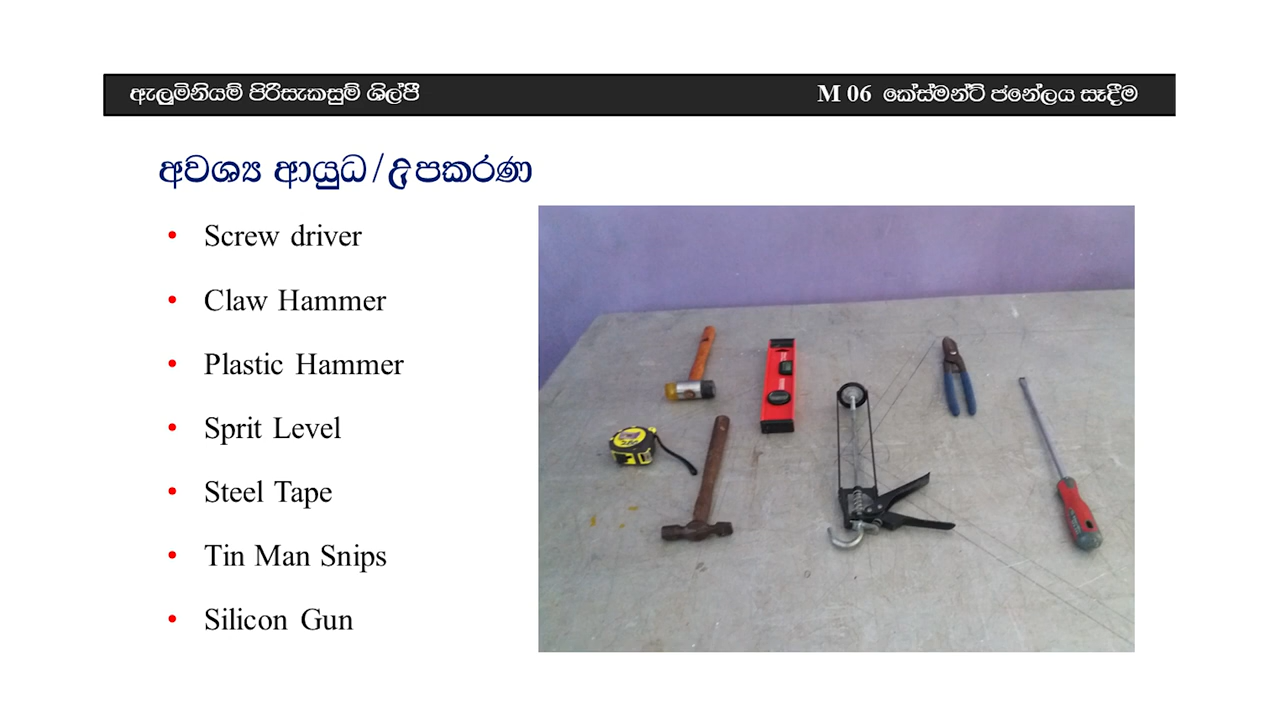 ඇලුමිනියම් පිරිසැකසුම් ශිල්පී
M 06 කේස්මන්ට් ජනේලය සෑදීම
අවශ්‍ය ආයුධ/උපකරණ
• Screw driver
• Claw Hammer
• Plastic Hammer
• Sprit Level
• Steel Tape
• Tin Man Snips
• Silicon Gun